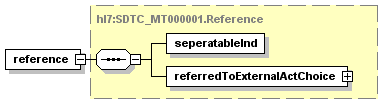 hl7:SDTC_MT000001.Reference
reference
seperatableInd
referredToExternalActChoice